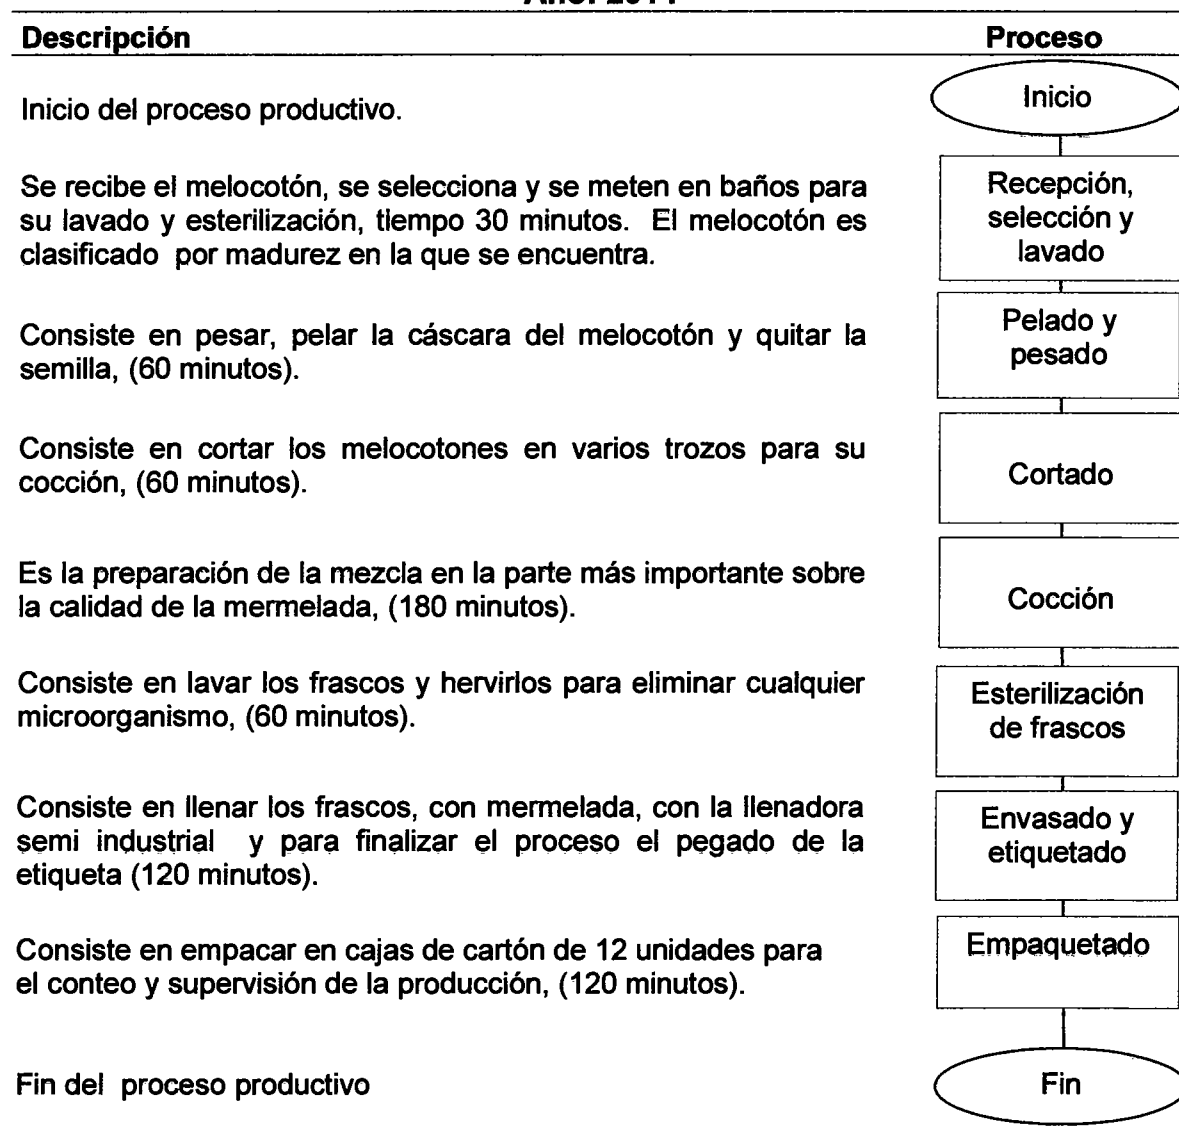 Descripción Proceso
Inicio del proceso productivo.
Inicio
Se recibe el melocotón, se selecciona y se meten en baños para
su lavado y esterilización, tiempo 30 minutos. El melocotón es
clasificado por madurez en la que se encuentra.
Recepción,
selección y
lavado
Consiste en pesar, pelar la cáscara del melocotón y quitar la
semilla, (60 minutos).
Pelado y
pesado
Consiste en cortar los melocotones en varios trozos para su
cocción, (60 minutos).
Cortado
Es la preparación de la mezcla en la parte más importante sobre
la calidad de la mermelada, (180 minutos).
Cocción
Consiste en lavar los frascos y hervirlos para eliminar cualquier
microorganismo, (60 minutos).
Esterilización
de frascos
Consiste en llenar los frascos, con mermelada, con la llenadora
semi industrial y para finalizar el proceso el pegado de la
etiqueta (120 minutos).
Envasado y
etiquetado
Consiste en empacar en cajas de cartón de 12 unidades para
el conteo y supervisión de la producción, (120 minutos).
Empaquetado
Fin del proceso productivo
Fin